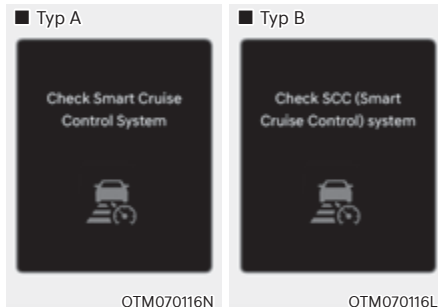 ■ Typ A
■ Typ B
Check Smart Cruise
Control System
Check SCC (Smart
Cruise Control) system
OTM070116N
OTM070116L